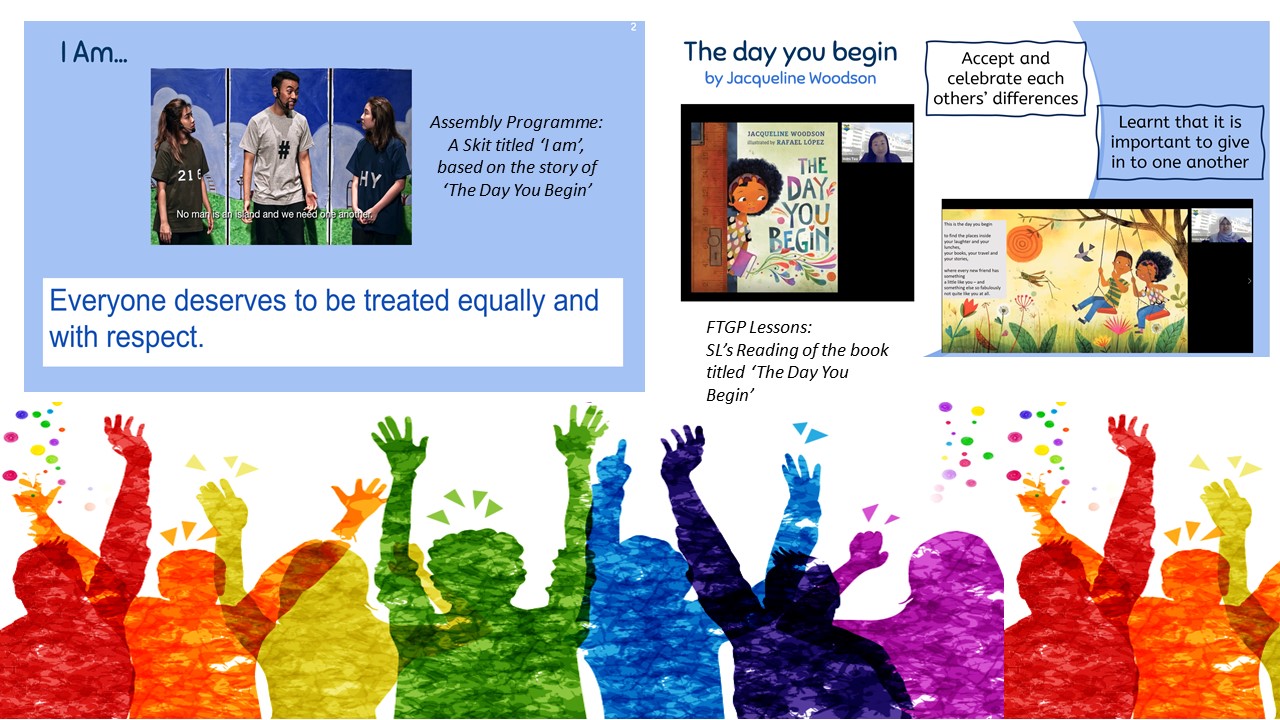 2
I Am...
21
#
HY
No man is an island and we need one another.
Assembly Programme:
A Skit titled ‘I am’,
based on the story of
‘The Day You Begin’
Everyone deserves to be treated equally and
with respect.
The day you begin
by Jacqueline Woodson
JACQUELINE WOODSON
illustrated by RAFAEL LÓPEZ
THE
DAY
YOU
BEGIN
FTGP Lessons:
SL’s Reading of the book
titled ‘The Day You
Begin’
Accept and
celebrate each
others’ differences
Learnt that it is
important to give
in to one another
This is the day you begin
to find the places inside
your laughter and your
lunches,
your books, your travel and
your stories,
where every new friend has
something
a little like you – and
something else so fabulously
not quite like you at all.